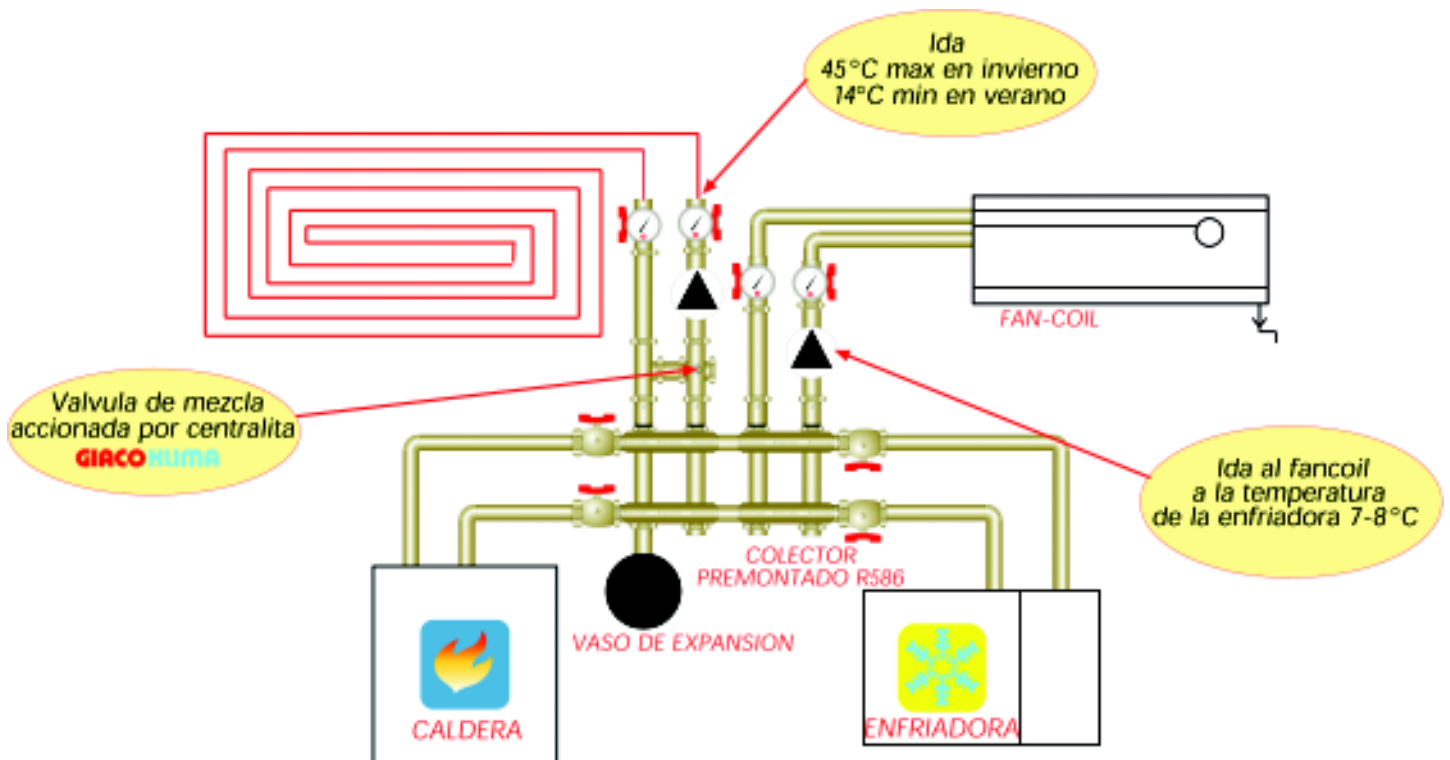 Ida
45°C max en invierno
14°C min en verano
FAN-COIL
Valvula de mezcla
accionada por centralita
GIACOKLIMA
Ida al fancoil
a la temperatura
de la enfriadora 7-8°C
COLECTOR
PREMONTADO R586
VASO DE EXPANSION
CALDERA
ENFRIADORA